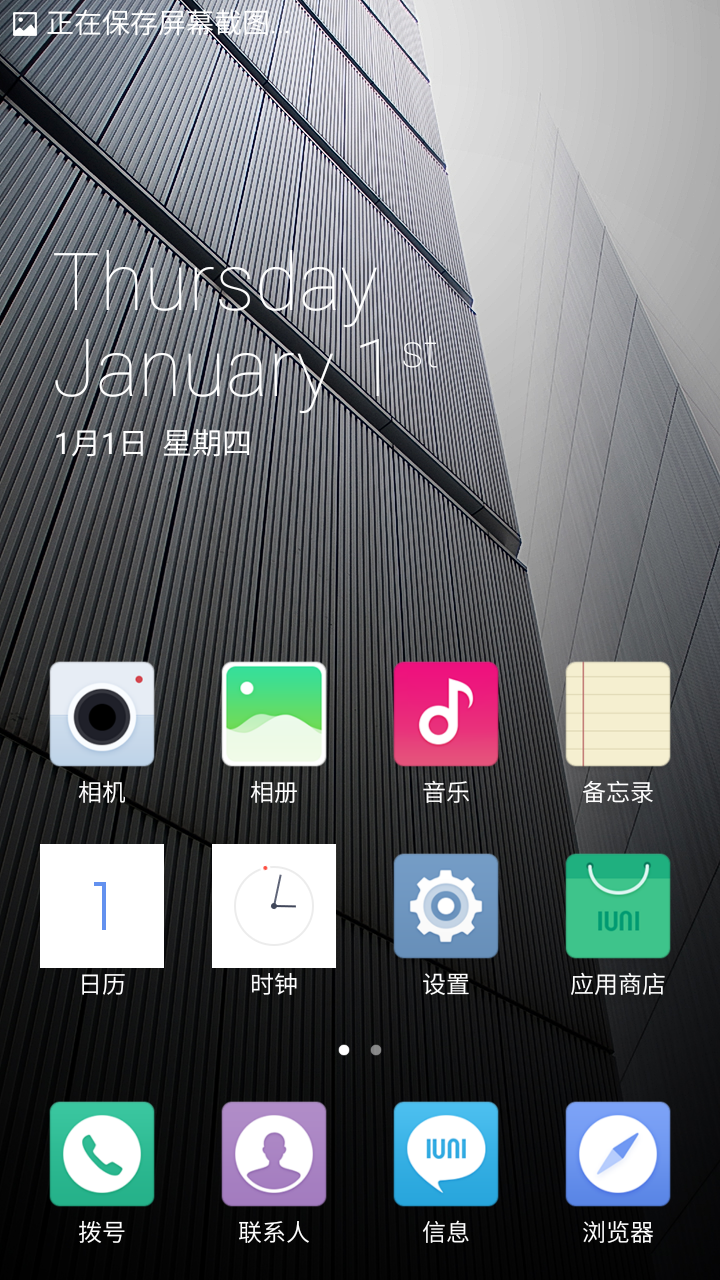 正在保存屏幕截图...
Thursday
January 1st
1月1日 星期四
相机 相册 音乐 备忘录
1
IUNI
日历 时钟 设置 应用商店
IUNI
拨号 联系人 信息 浏览器